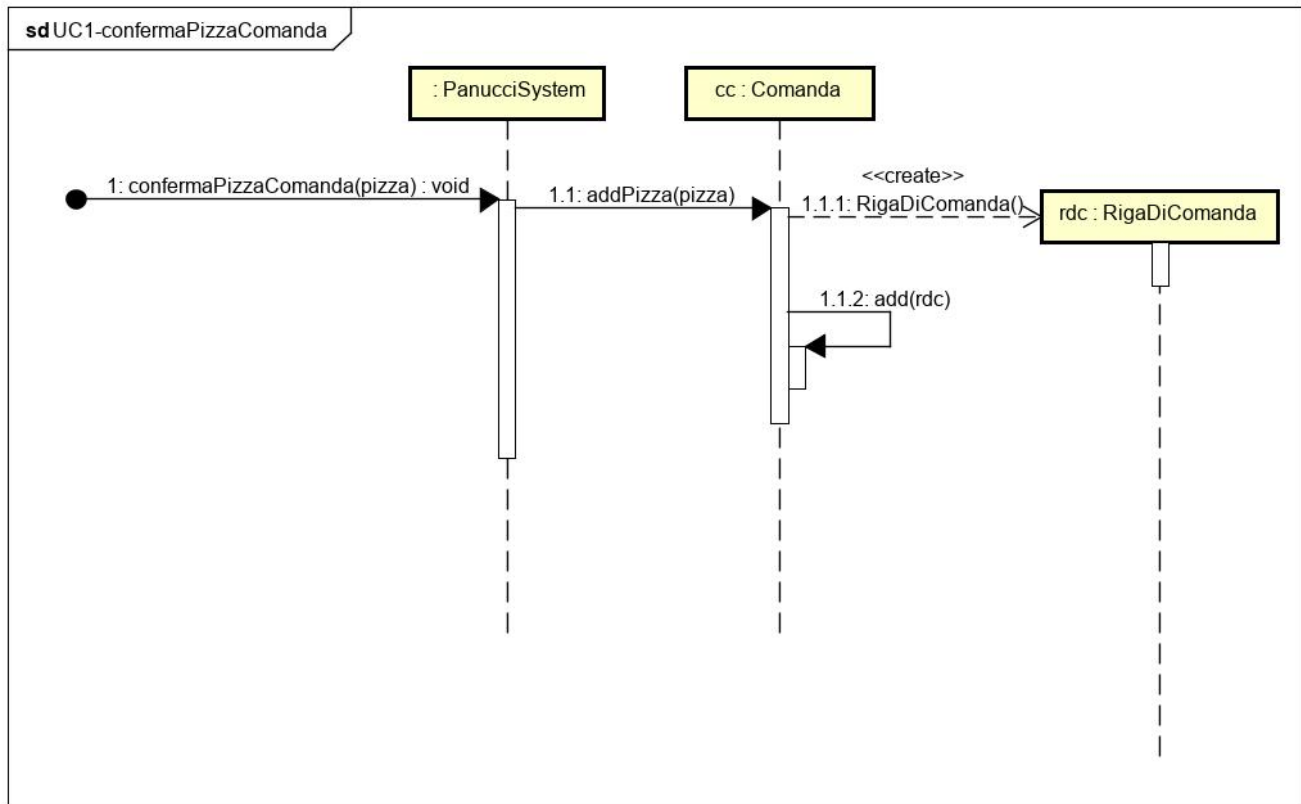 sd UC1-confermaPizzaComanda
: PanucciSystem
cc : Comanda
1: confermaPizzaComanda(pizza) : void
1.1: addPizza(pizza)
<<create>>
1.1.1: RigaDiComanda()
rdc : RigaDiComanda
1.1.2: add(rdc)